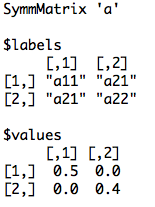 SymmMatrix 'a'
$labels
[,1] [,2]
[1,] "a11" "a21"
[2,] "a21" "a22"
$values
[,1] [,2]
[1,] 0.5 0.0
[2,] 0.0 0.4